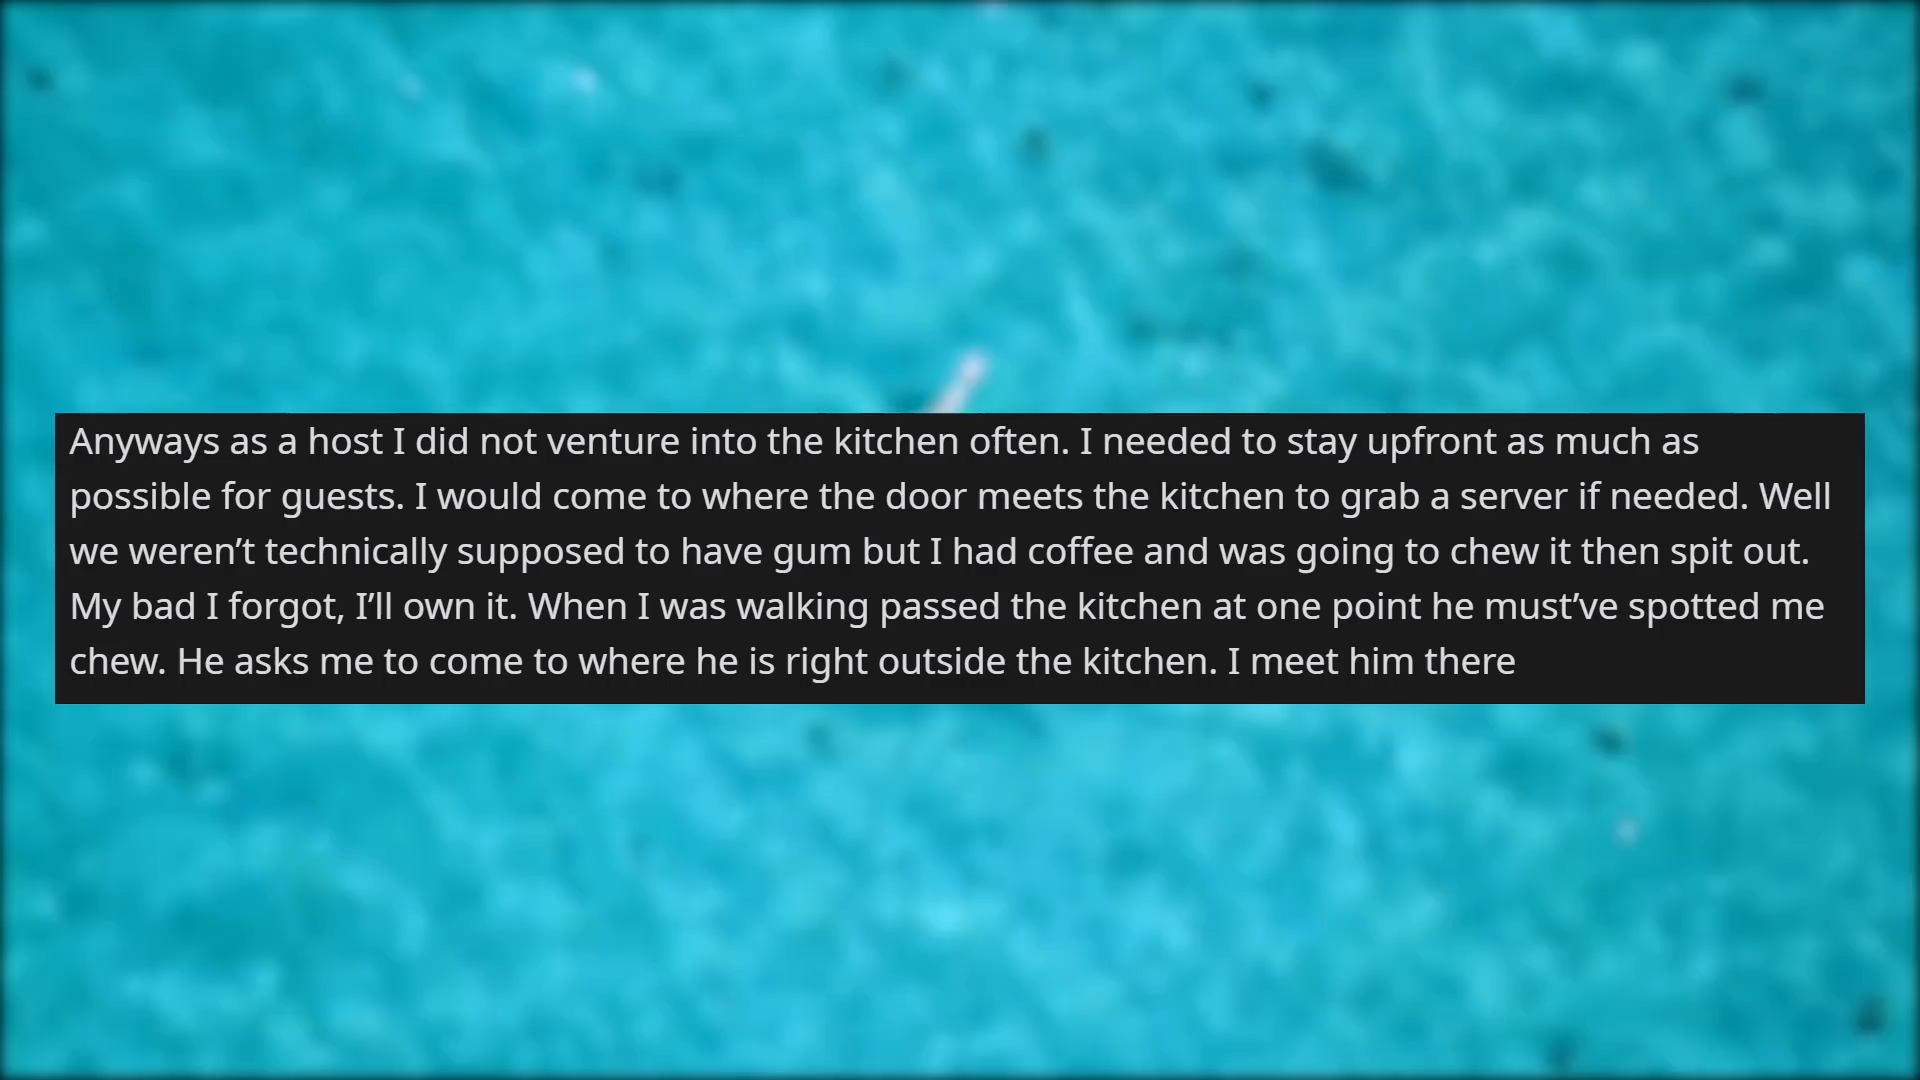 Anyways as a host I did not venture into the kitchen often. I needed to stay upfront as much as
possible for guests. I would come to where the door meets the kitchen to grab a server if needed. Well
we weren’t technically supposed to have gum but I had coffee and was going to chew it then spit out.
My bad I forgot, I’ll own it. When I was walking passed the kitchen at one point he must’ve spotted me
chew. He asks me to come to where he is right outside the kitchen. I meet him there